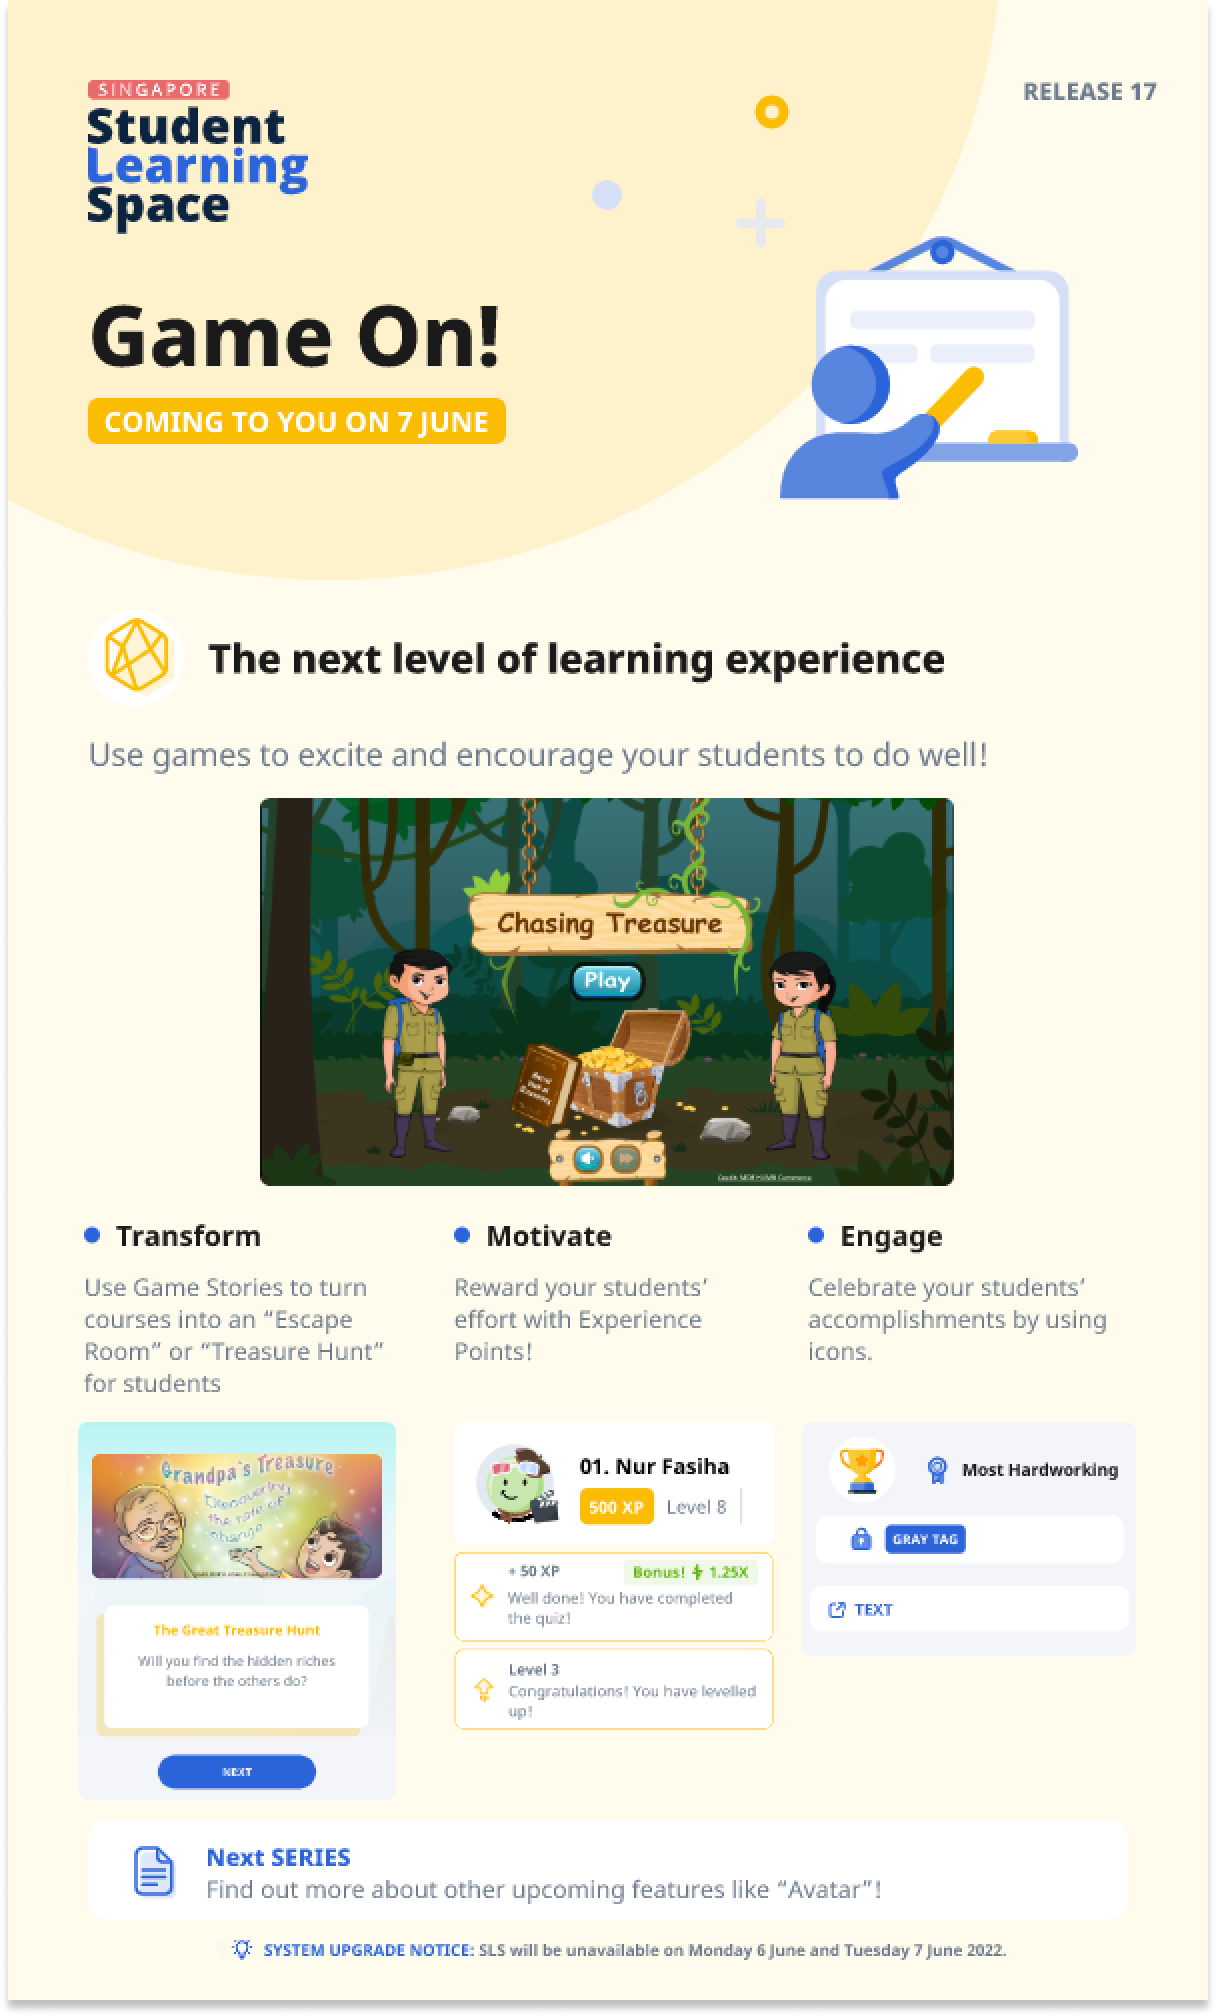 SINGAPORE
Student
Learning
Space
RELEASE 17
Game On!
COMING TO YOU ON 7 JUNE
The next level of learning experience
Use games to excite and encourage your students to do well!
Chasing Treasure
Play
Transform
Use Game Stories to turn
courses into an “Escape
Room” or “Treasure Hunt”
for students
Motivate
Reward your students’
effort with Experience
Points!
Engage
Celebrate your students’
accomplishments by using
icons.
Grandpa's Treasure
Discovering
the rate of
change
The Great Treasure Hunt
Will you find the hidden riches
before the others do?
NEXT
01. Nur Fasiha
500 XP Level 8
+ 50 XP Bonus! 1.25X
Well done! You have completed
the quiz!
Level 3
Congratulations! You have levelled
up!
Most Hardworking
GRAY TAG
TEXT
Next SERIES
Find out more about other upcoming features like “Avatar”!
SYSTEM UPGRADE NOTICE: SLS will be unavailable on Monday 6 June and Tuesday 7 June 2022.